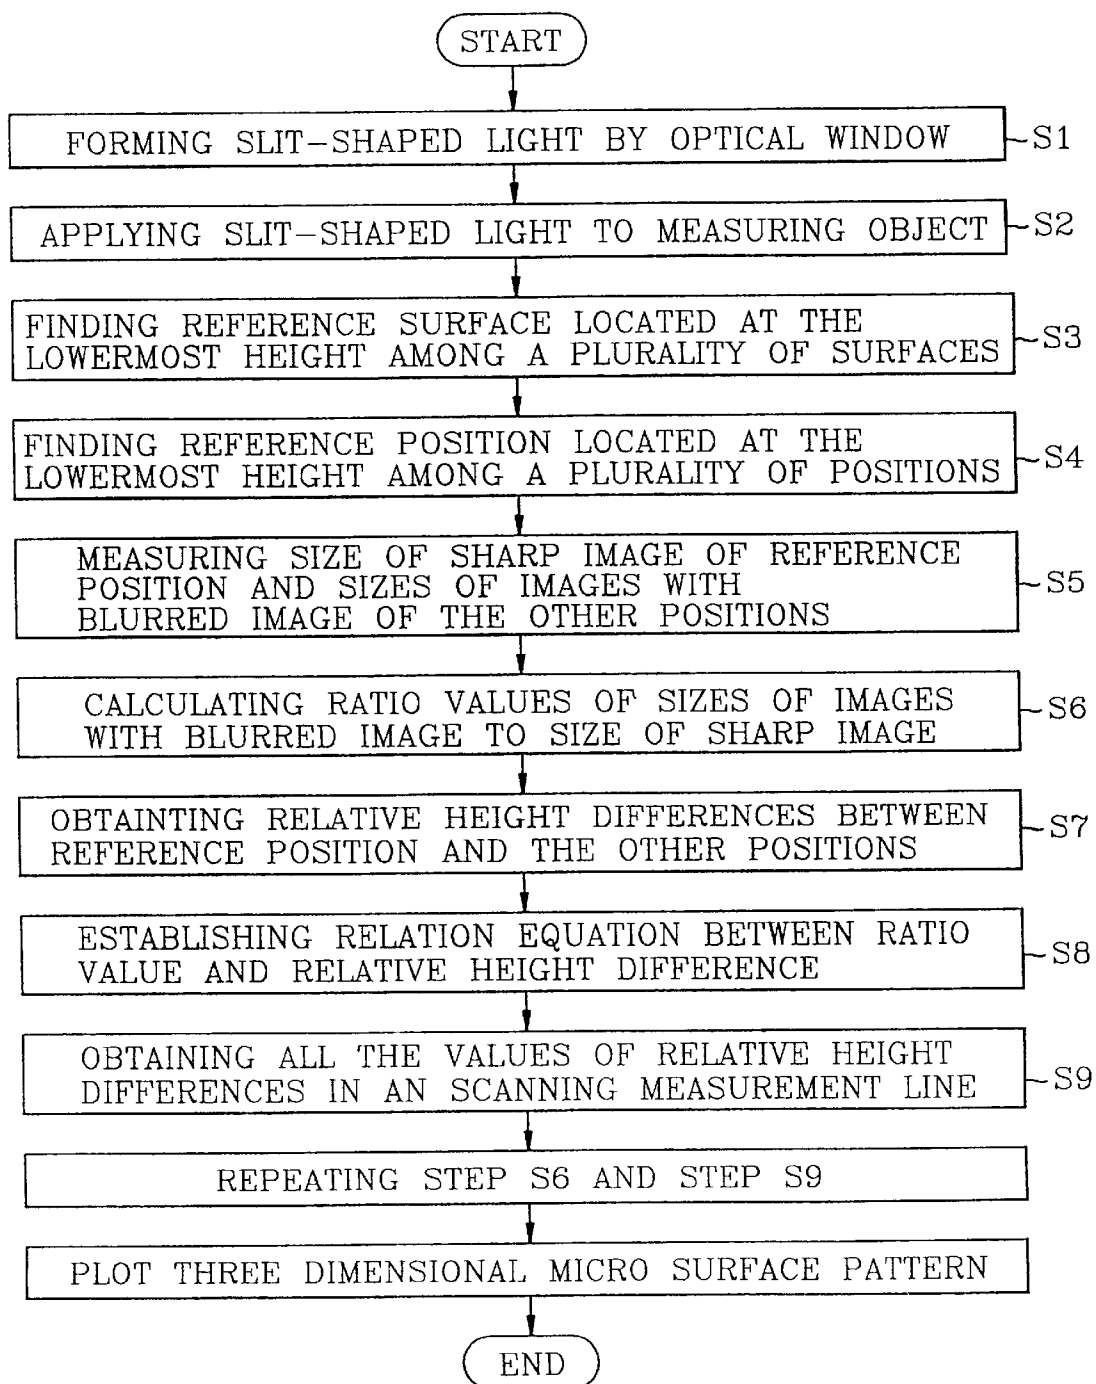 START
FORMING SLIT-SHAPED LIGHT BY OPTICAL WINDOW
S1
APPLYING SLIT-SHAPED LIGHT TO MEASURING OBJECT
S2
FINDING REFERENCE SURFACE LOCATED AT THE
LOWERMOST HEIGHT AMONG A PLURALITY OF SURFACES
S3
FINDING REFERENCE POSITION LOCATED AT THE
LOWERMOST HEIGHT AMONG A PLURALITY OF POSITIONS
S4
MEASURING SIZE OF SHARP IMAGE OF REFERENCE
POSITION AND SIZES OF IMAGES WITH
BLURRED IMAGE OF THE OTHER POSITIONS
S5
CALCULATING RATIO VALUES OF SIZES OF IMAGES
WITH BLURRED IMAGE TO SIZE OF SHARP IMAGE
S6
OBTAINTING RELATIVE HEIGHT DIFFERENCES BETWEEN
REFERENCE POSITION AND THE OTHER POSITIONS
S7
ESTABLISHING RELATION EQUATION BETWEEN RATIO
VALUE AND RELATIVE HEIGHT DIFFERENCE
S8
OBTAINING ALL THE VALUES OF RELATIVE HEIGHT
DIFFERENCES IN AN SCANNING MEASUREMENT LINE
S9
REPEATING STEP S6 AND STEP S9
PLOT THREE DIMENSIONAL MICRO SURFACE PATTERN
END